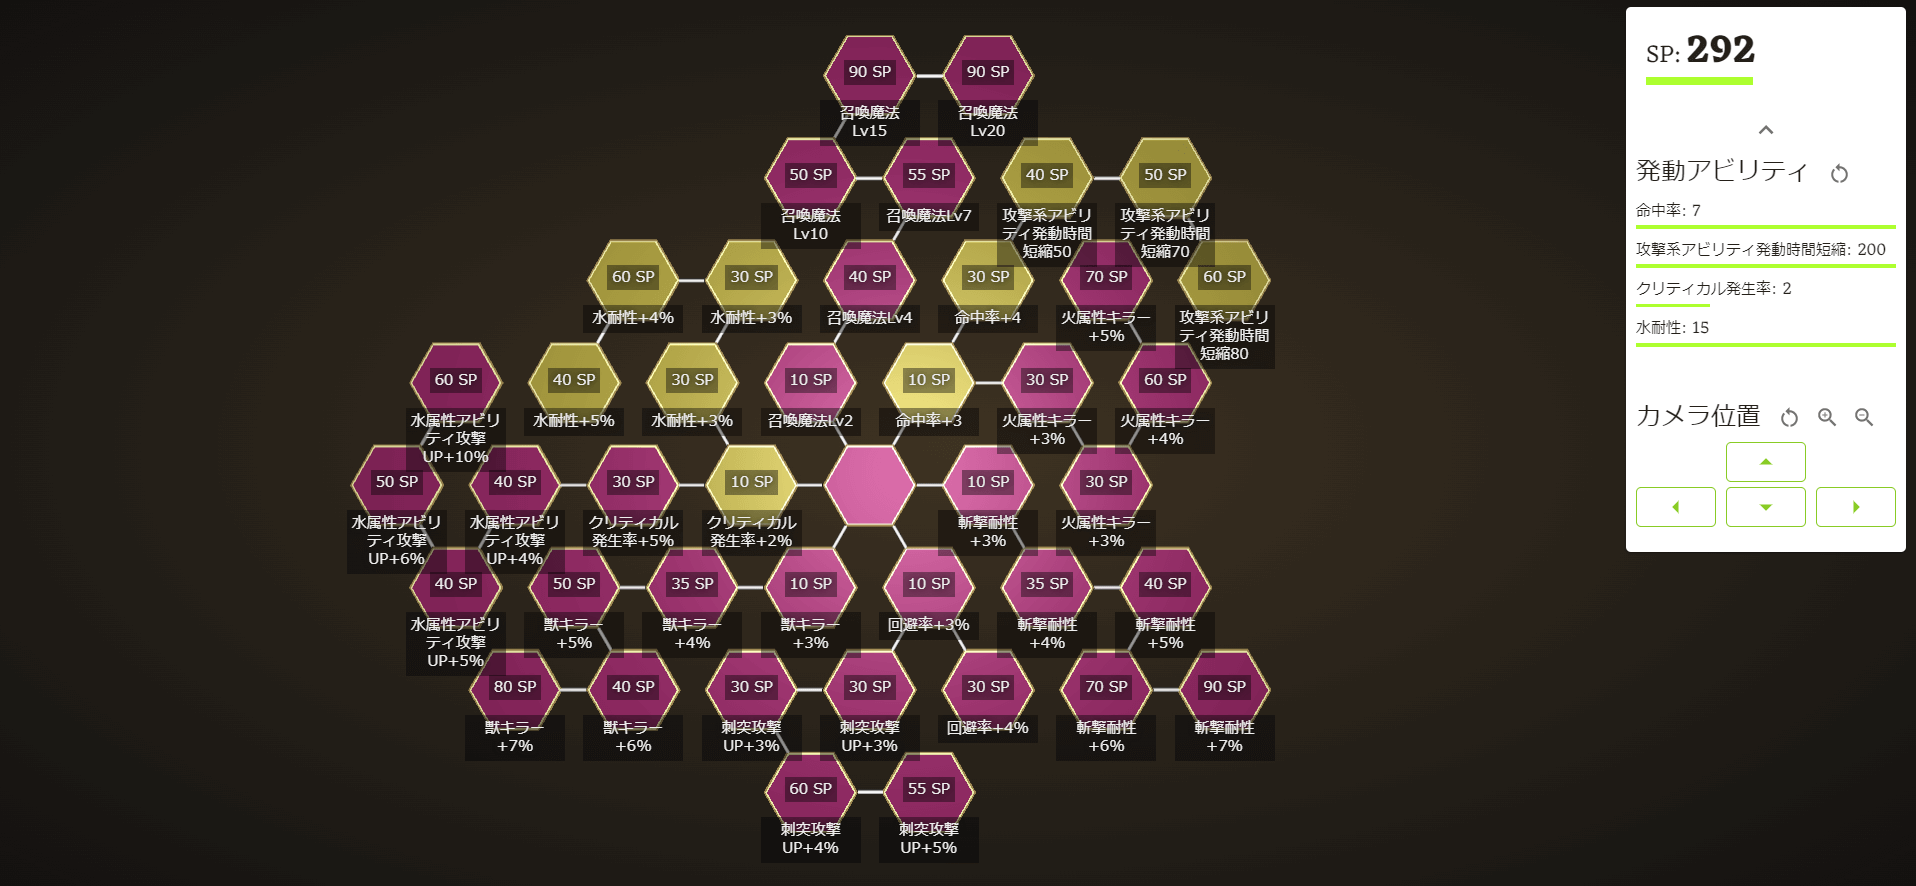 90 SP
召喚魔法
Lv15
90 SP
召喚魔法
Lv20
50 SP
召喚魔法
Lv10
55 SP
召喚魔法Lv7
40 SP
攻撃系アビリ
ティ発動時間
短縮50
50 SP
攻撃系アビリ
ティ発動時間
短縮70
60 SP
水耐性+4%
30 SP
水耐性+3%
40 SP
召喚魔法Lv4
30 SP
命中率+4
70 SP
火属性キラー
+5%
60 SP
攻撃系アビリ
ティ発動時間
短縮80
60 SP
水属性アビリ
ティ攻撃
UP+10%
40 SP
水耐性+5%
30 SP
水耐性+3%
10 SP
召喚魔法Lv2
10 SP
命中率+3
30 SP
火属性キラー
+3%
60 SP
火属性キラー
+4%
50 SP
水属性アビリ
ティ攻撃
UP+6%
40 SP
水属性アビリ
ティ攻撃
UP+4%
30 SP
クリティカル
発生率+5%
10 SP
クリティカル
発生率+2%
10 SP
斬撃耐性
+3%
30 SP
火属性キラー
+3%
40 SP
水属性アビリ
ティ攻撃
UP+5%
50 SP
獣キラー
+5%
35 SP
獣キラー
+4%
10 SP
獣キラー
+3%
10 SP
回避率+3%
35 SP
斬撃耐性
+4%
40 SP
斬撃耐性
+5%
80 SP
獣キラー
+7%
40 SP
獣キラー
+6%
30 SP
刺突攻撃
UP+3%
30 SP
刺突攻撃
UP+3%
30 SP
回避率+4%
70 SP
斬撃耐性
+6%
90 SP
斬撃耐性
+7%
60 SP
刺突攻撃
UP+4%
55 SP
刺突攻撃
UP+5%
SP: 292
発動アビリティ
命中率: 7
攻撃系アビリティ発動時間短縮: 200
クリティカル発生率: 2
水耐性: 15
カメラ位置